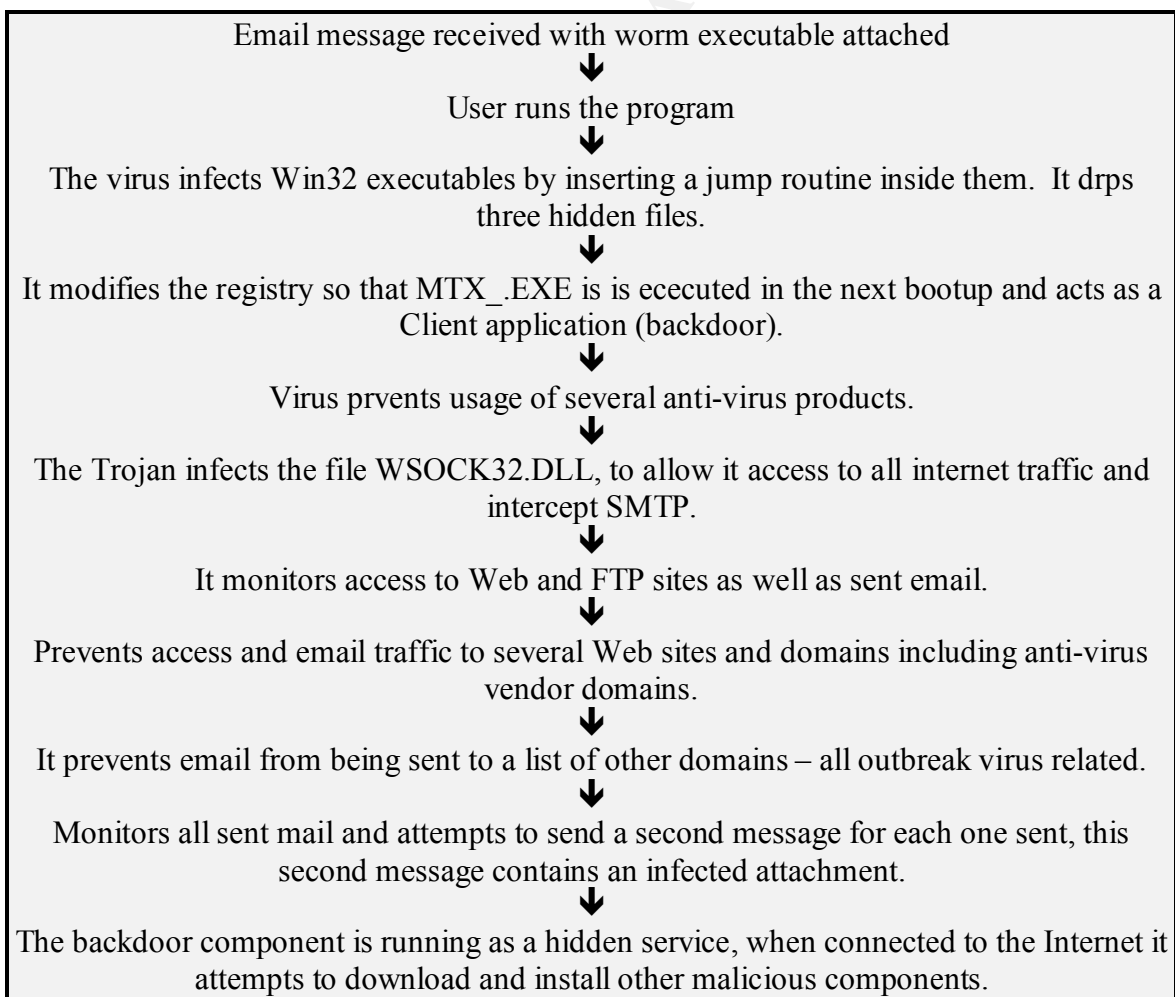 Email message received with worm executable attached
User runs the program
The virus infects Win32 executables by inserting a jump routine inside them.  It drps
three hidden files.
It modifies the registry so that MTX_.EXE is is ececuted in the next bootup and acts as a
Client application (backdoor).
Virus prvents usage of several anti-virus products.
The Trojan infects the file WSOCK32.DLL, to allow it access to all internet traffic and
intercept SMTP.
It monitors access to Web and FTP sites as well as sent email.
Prevents access and email traffic to several Web sites and domains including anti-virus
vendor domains.
It prevents email from being sent to a list of other domains – all outbreak virus related.
Monitors all sent mail and attempts to send a second message for each one sent, this
second message contains an infected attachment.
The backdoor component is running as a hidden service, when connected to the Internet it
attempts to download and install other malicious components.